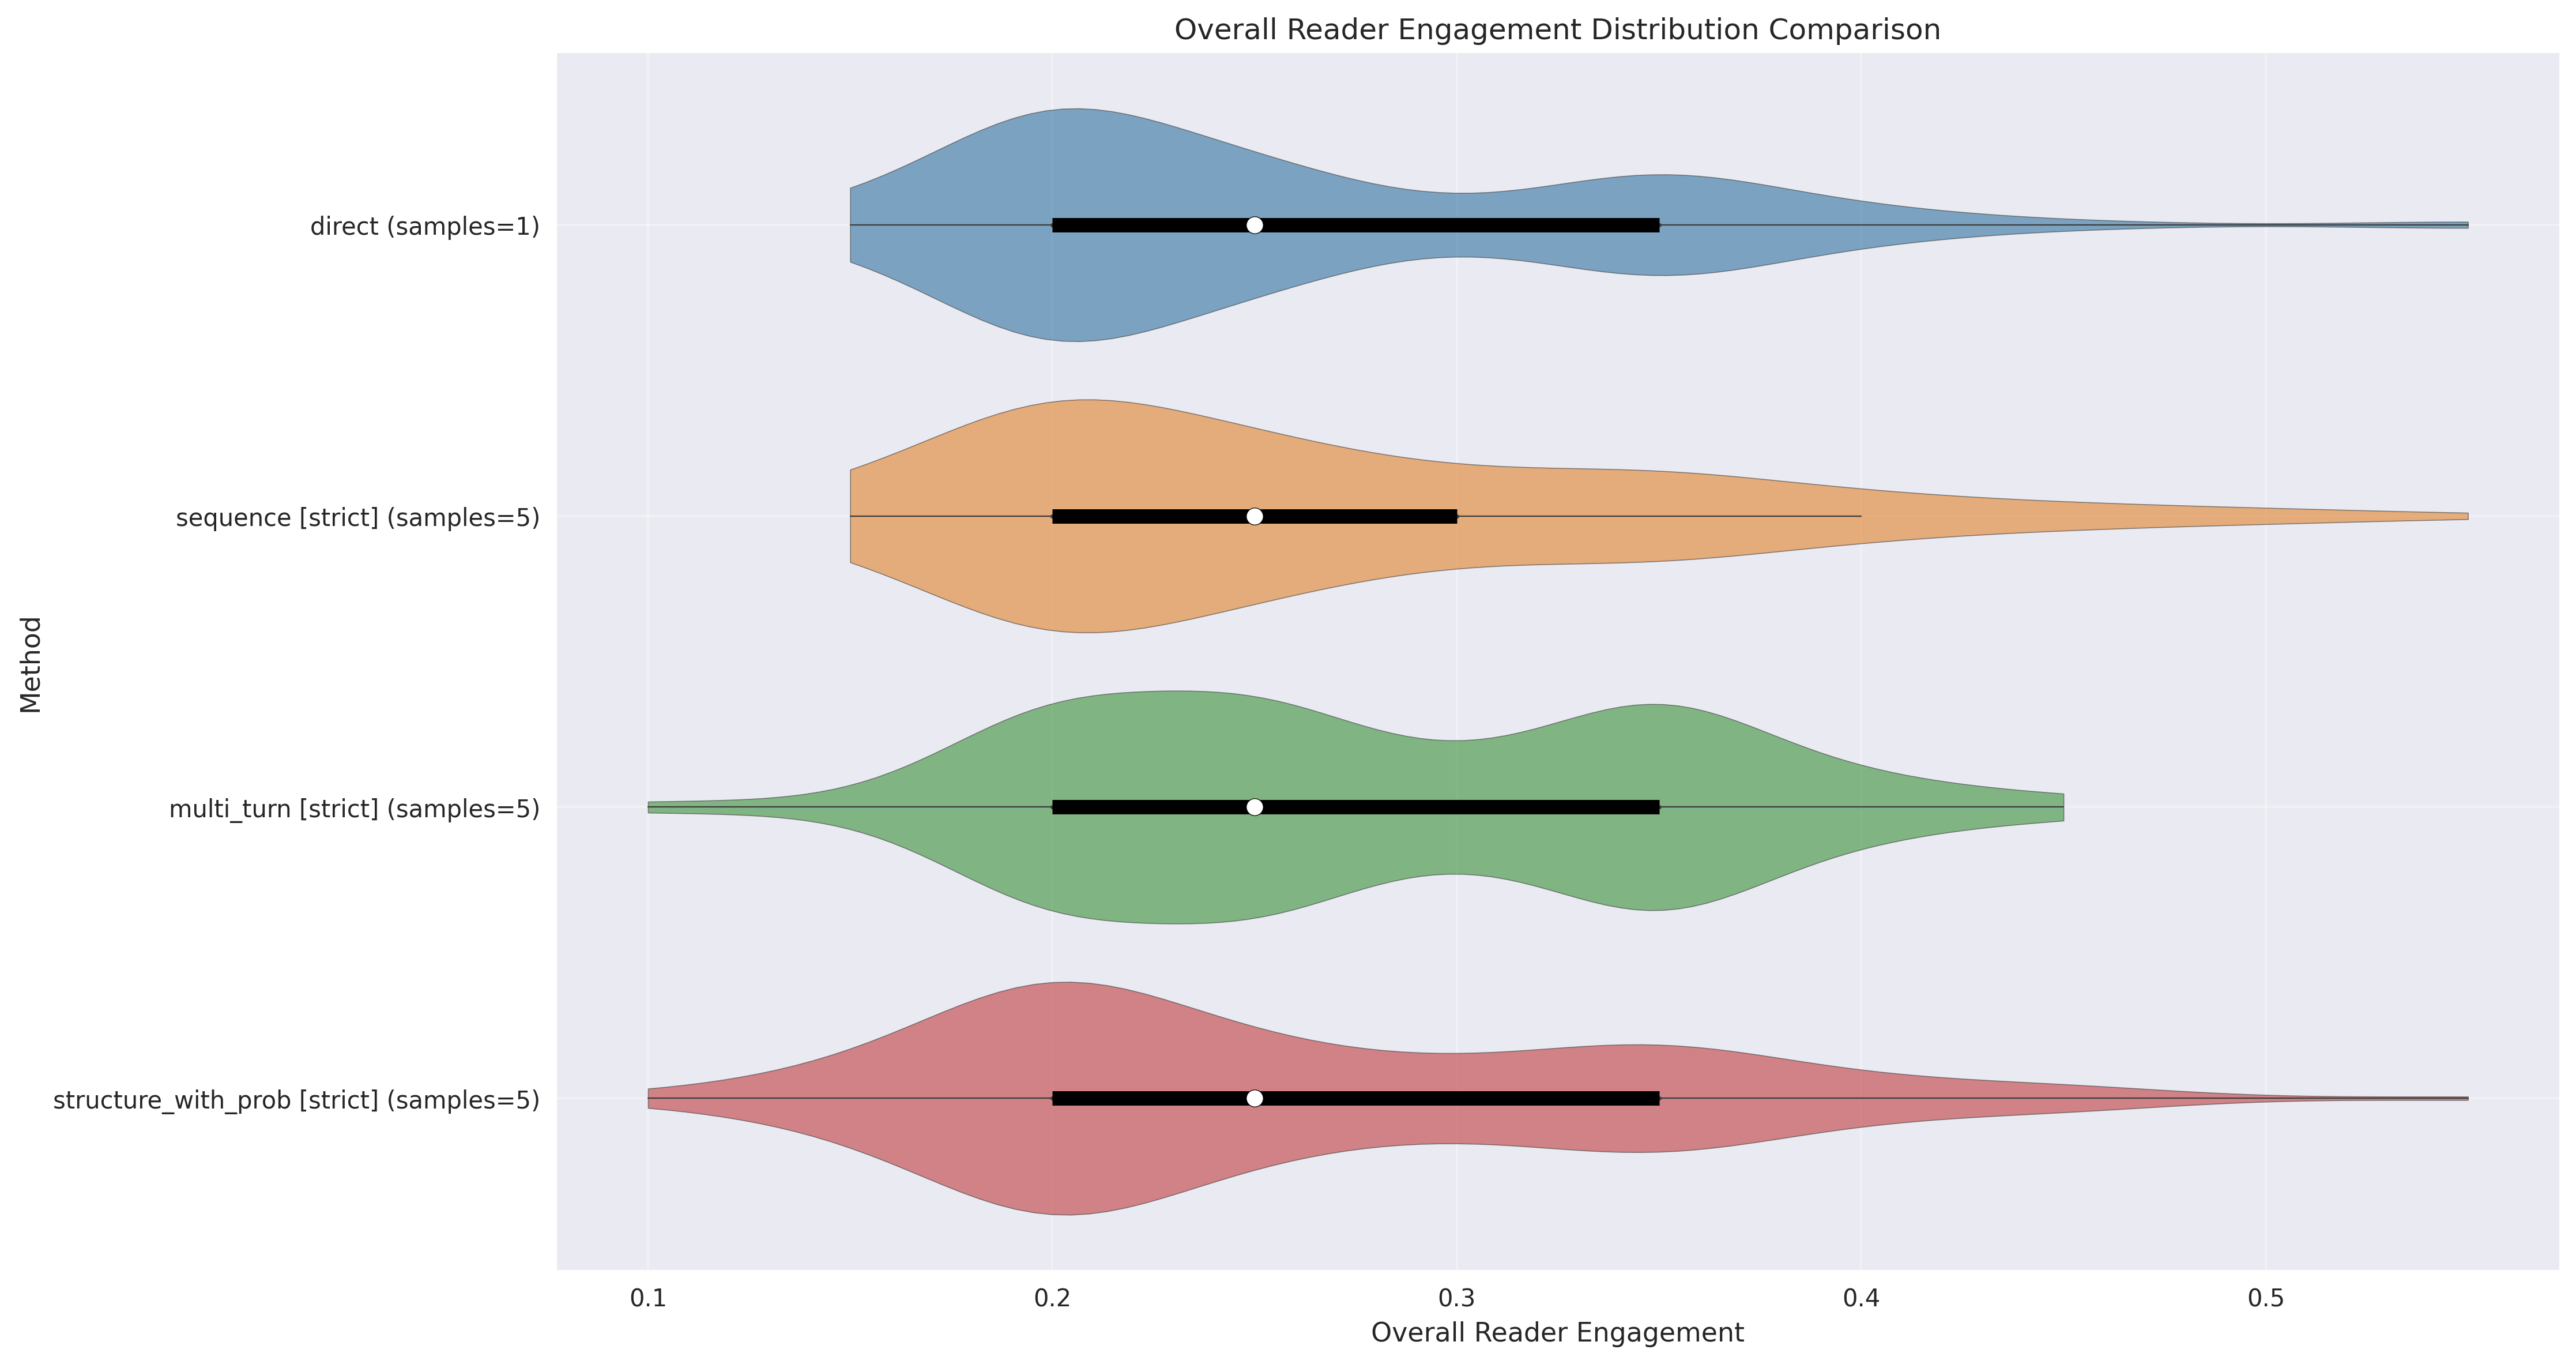 Overall Reader Engagement Distribution Comparison
direct (samples=1)
sequence [strict] (samples=5)
multi_turn [strict] (samples=5)
structure_with_prob [strict] (samples=5)
Method
0.1 0.2 0.3 0.4 0.5
Overall Reader Engagement